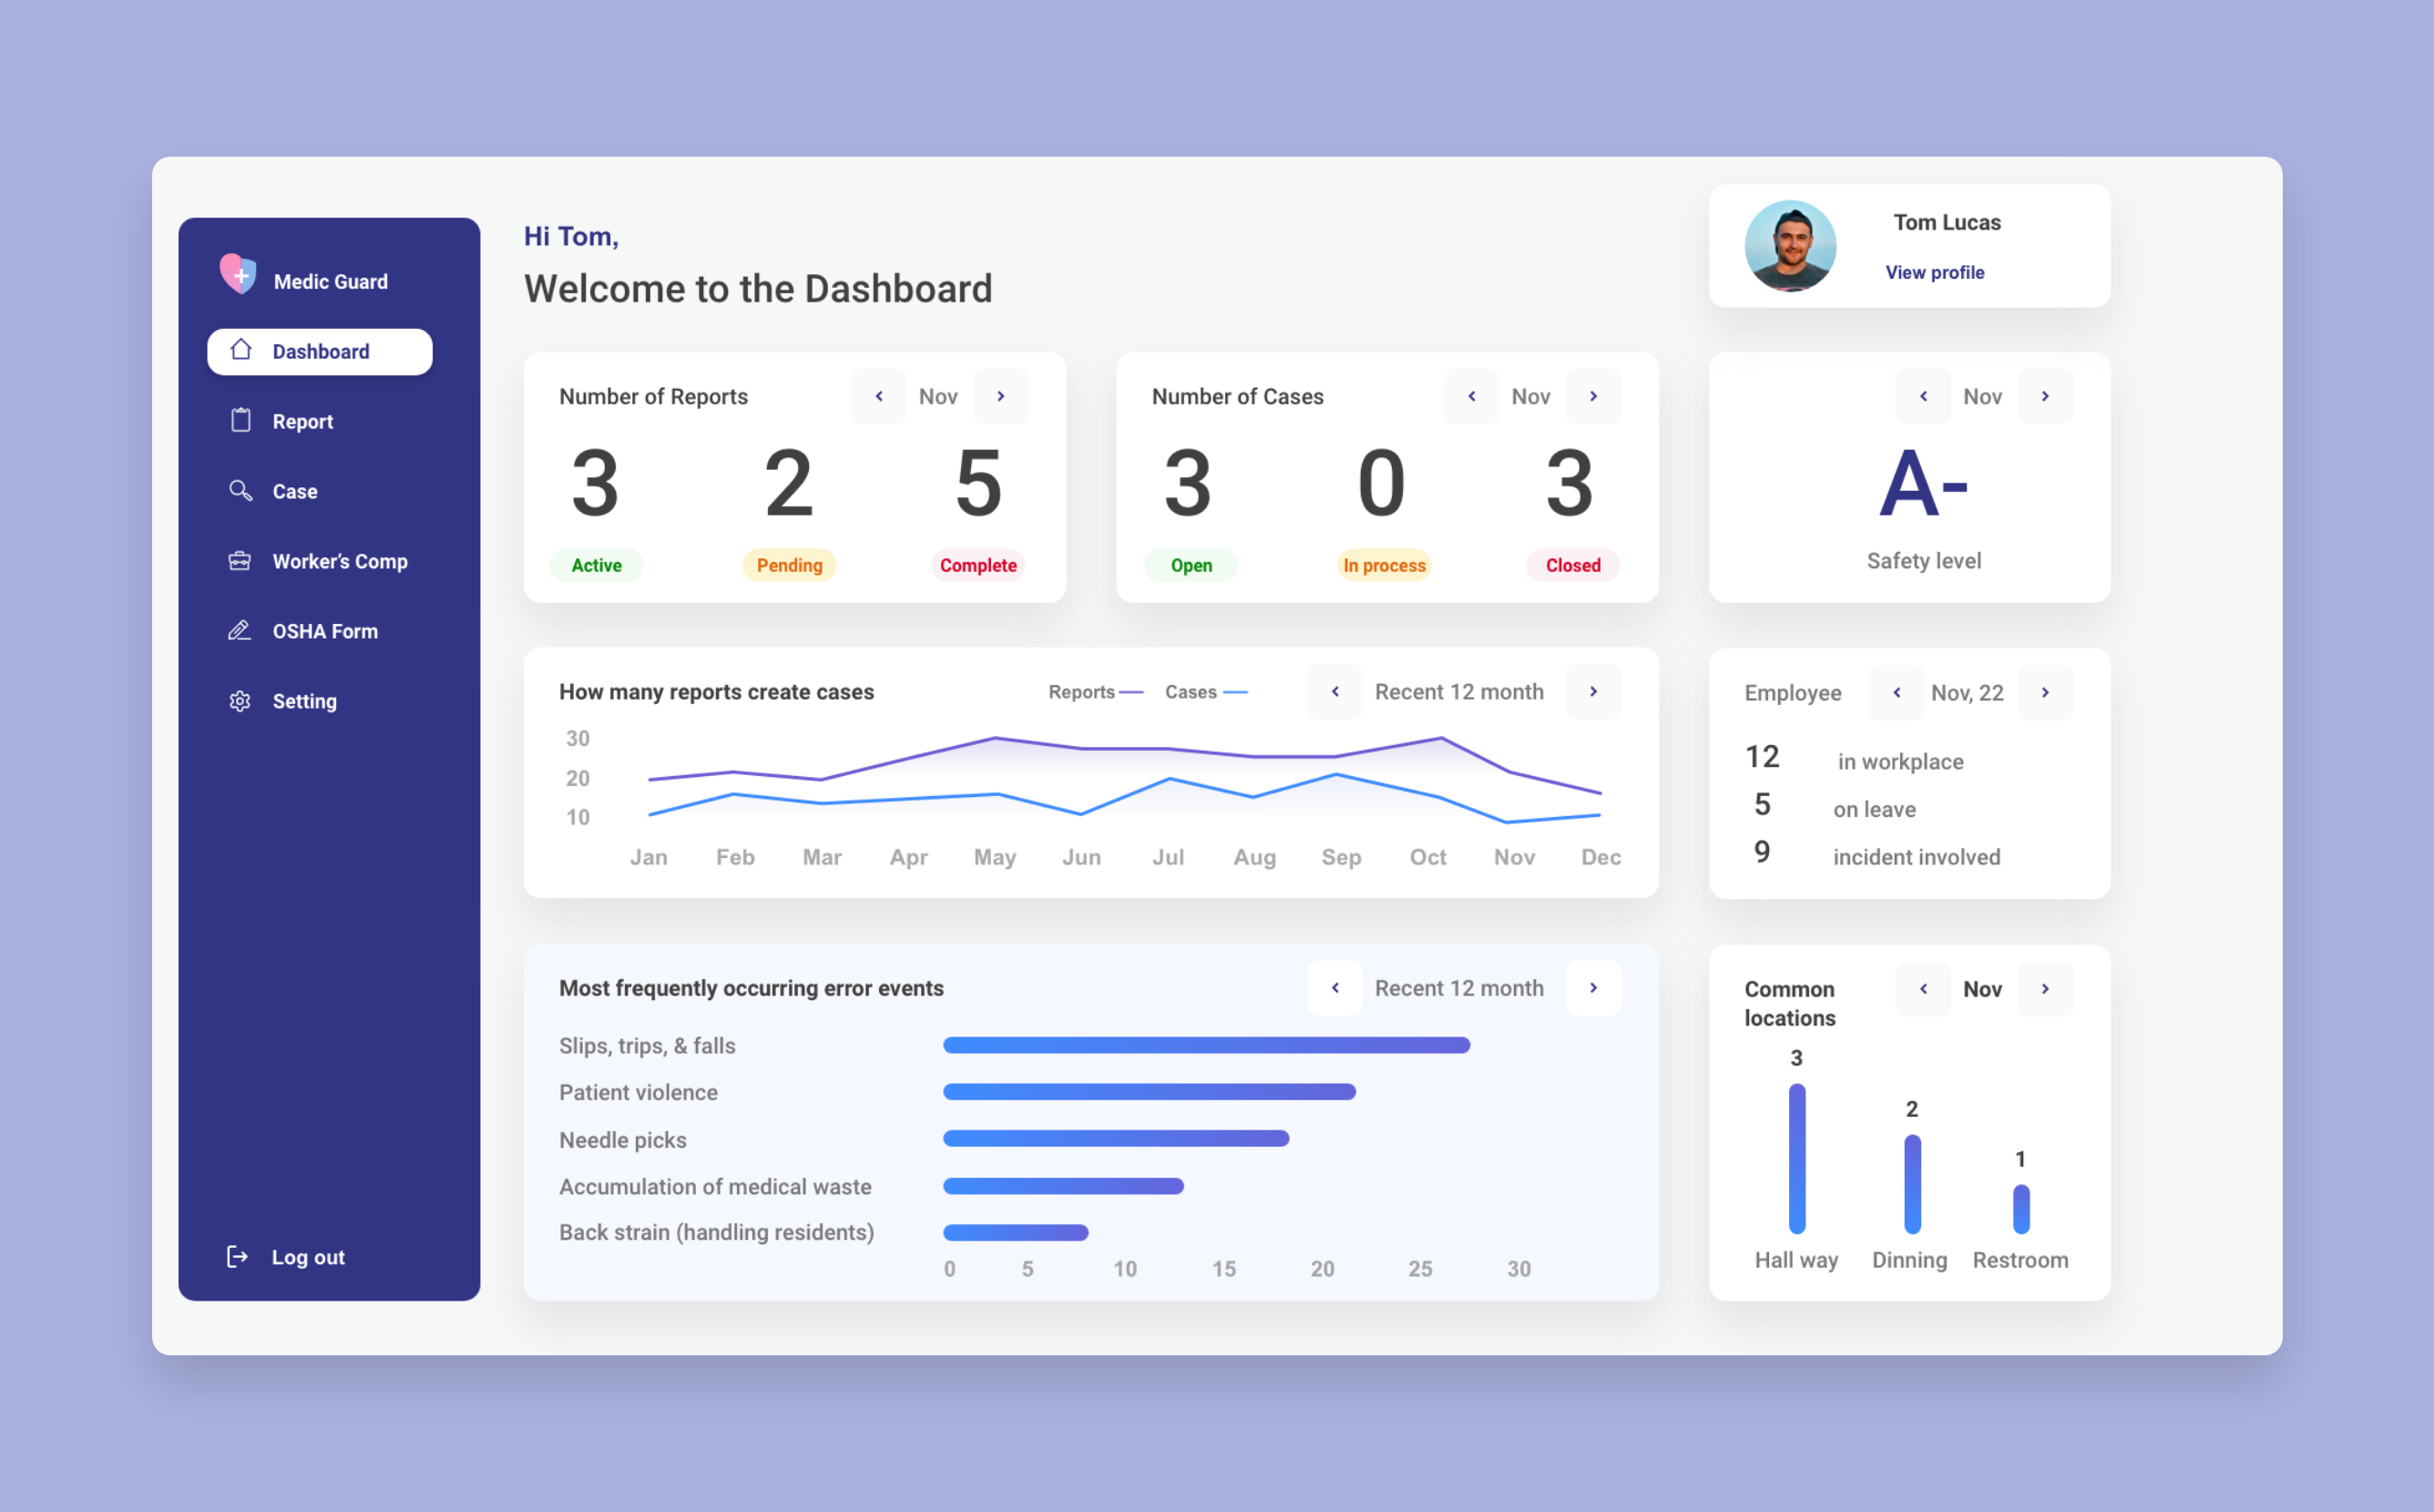 Medic Guard
Dashboard
Report
Case
Worker's Comp
OSHA Form
Setting
Log out
Hi Tom,
Welcome to the Dashboard
Tom Lucas
View profile
Number of Reports
Nov
3 2 5
Active Pending Complete
Number of Cases
Nov
3 0 3
Open In process Closed
Nov
A-
Safety level
How many reports create cases
Reports Cases
Recent 12 month
30
20
10
Jan Feb Mar Apr May Jun Jul Aug Sep Oct Nov Dec
Employee
Nov, 22
12 in workplace
5 on leave
9 incident involved
Most frequently occurring error events
Recent 12 month
Slips, trips, & falls
Patient violence
Needle picks
Accumulation of medical waste
Back strain (handling residents)
0 5 10 15 20 25 30
Common
locations
Nov
3
2
1
Hall way Dinning Restroom